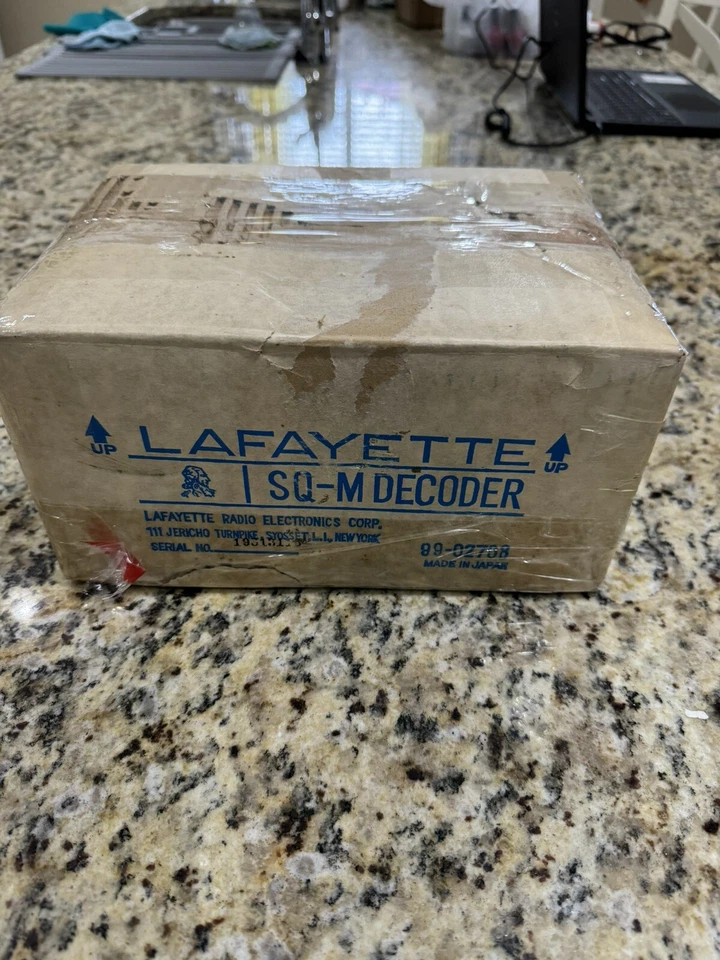 UP LAFAYETTE UP
SQ-M DECODER
LAFAYETTE RADIO ELECTRONICS CORP.
111 JERICHO TURNPIKE, SYOSSET, L.I., NEW YORK
SERIAL NO.
99-02738
MADE IN JAPAN